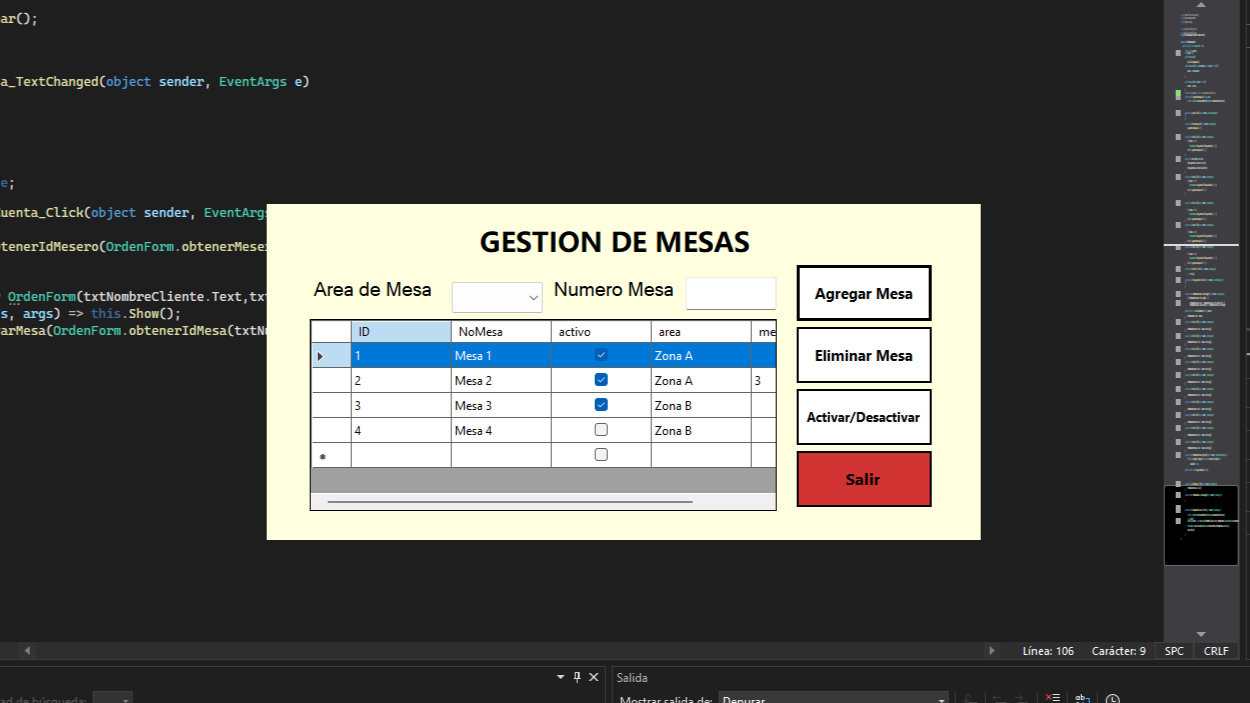 ar();
a_TextChanged(object sender, EventArgs e)
e;
uenta_Click(object sender, EventArgs
tenerIdMesero(OrdenForm.obtenerMese
OrdenForm(txtNombreCliente.Text,txt
s, args) => this.Show();
arMesa(OrdenForm.obtenerIdMesa(txtN
GESTION DE MESAS
Area de Mesa
Numero Mesa
ID NoMesa activo area me
1 Mesa 1 Zona A
2 Mesa 2 Zona A 3
3 Mesa 3 Zona B
4 Mesa 4 Zona B
Agregar Mesa
Eliminar Mesa
Activar/Desactivar
Salir
Línea: 106 Carácter: 9 SPC CRLF
ad de búsqueda:
Salida
Mostrar salida de: Depurar